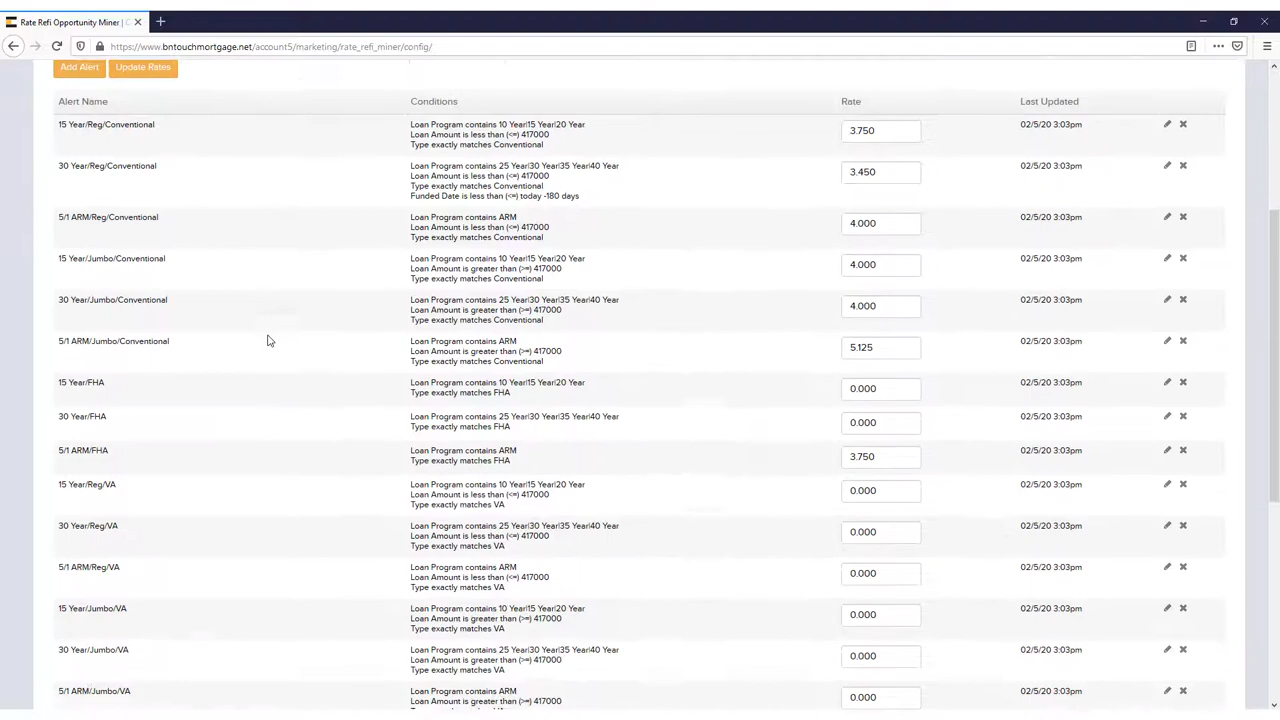 Rate Refi Opportunity Miner | C
https://www.bntouchmortgage.net/account5/marketing/rate_refi_miner/config/
Add Alert Update Rates
Alert Name Conditions Rate Last Updated
15 Year/Reg/Conventional Loan Program contains 10 Year|15 Year|20 Year 3.750 02/5/20 3:03pm
Loan Amount is less than (<=) 417000
Type exactly matches Conventional
30 Year/Reg/Conventional Loan Program contains 25 Year|30 Year|35 Year|40 Year 3.450 02/5/20 3:03pm
Loan Amount is less than (<=) 417000
Type exactly matches Conventional
Funded Date is less than (<=) today -180 days
5/1 ARM/Reg/Conventional Loan Program contains ARM 4.000 02/5/20 3:03pm
Loan Amount is less than (<=) 417000
Type exactly matches Conventional
15 Year/Jumbo/Conventional Loan Program contains 10 Year|15 Year|20 Year 4.000 02/5/20 3:03pm
Loan Amount is greater than (>=) 417000
Type exactly matches Conventional
30 Year/Jumbo/Conventional Loan Program contains 25 Year|30 Year|35 Year|40 Year 4.000 02/5/20 3:03pm
Loan Amount is greater than (>=) 417000
Type exactly matches Conventional
5/1 ARM/Jumbo/Conventional Loan Program contains ARM 5.125 02/5/20 3:03pm
Loan Amount is greater than (>=) 417000
Type exactly matches Conventional
15 Year/FHA Loan Program contains 10 Year|15 Year|20 Year 0.000 02/5/20 3:03pm
Type exactly matches FHA
30 Year/FHA Loan Program contains 25 Year|30 Year|35 Year|40 Year 0.000 02/5/20 3:03pm
Type exactly matches FHA
5/1 ARM/FHA Loan Program contains ARM 3.750 02/5/20 3:03pm
Type exactly matches FHA
15 Year/Reg/VA Loan Program contains 10 Year|15 Year|20 Year 0.000 02/5/20 3:03pm
Loan Amount is less than (<=) 417000
Type exactly matches VA
30 Year/Reg/VA Loan Program contains 25 Year|30 Year|35 Year|40 Year 0.000 02/5/20 3:03pm
Loan Amount is less than (<=) 417000
Type exactly matches VA
5/1 ARM/Reg/VA Loan Program contains ARM 0.000 02/5/20 3:03pm
Loan Amount is less than (<=) 417000
Type exactly matches VA
15 Year/Jumbo/VA Loan Program contains 10 Year|15 Year|20 Year 0.000 02/5/20 3:03pm
Loan Amount is greater than (>=) 417000
Type exactly matches VA
30 Year/Jumbo/VA Loan Program contains 25 Year|30 Year|35 Year|40 Year 0.000 02/5/20 3:03pm
Loan Amount is greater than (>=) 417000
Type exactly matches VA
5/1 ARM/Jumbo/VA Loan Program contains ARM 0.000 02/5/20 3:03pm
Loan Amount is greater than (>=) 417000